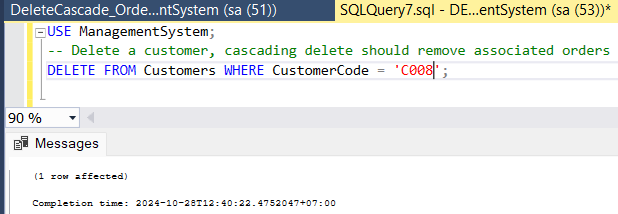 DeleteCascade_Orde...ntSystem (sa (51))
SQLQuery7.sql - DE...entSystem (sa (53))*
USE ManagementSystem;
-- Delete a customer, cascading delete should remove associated orders
DELETE FROM Customers WHERE CustomerCode = 'C008';
90 %
Messages
(1 row affected)
Completion time: 2024-10-28T12:40:22.4752047+07:00